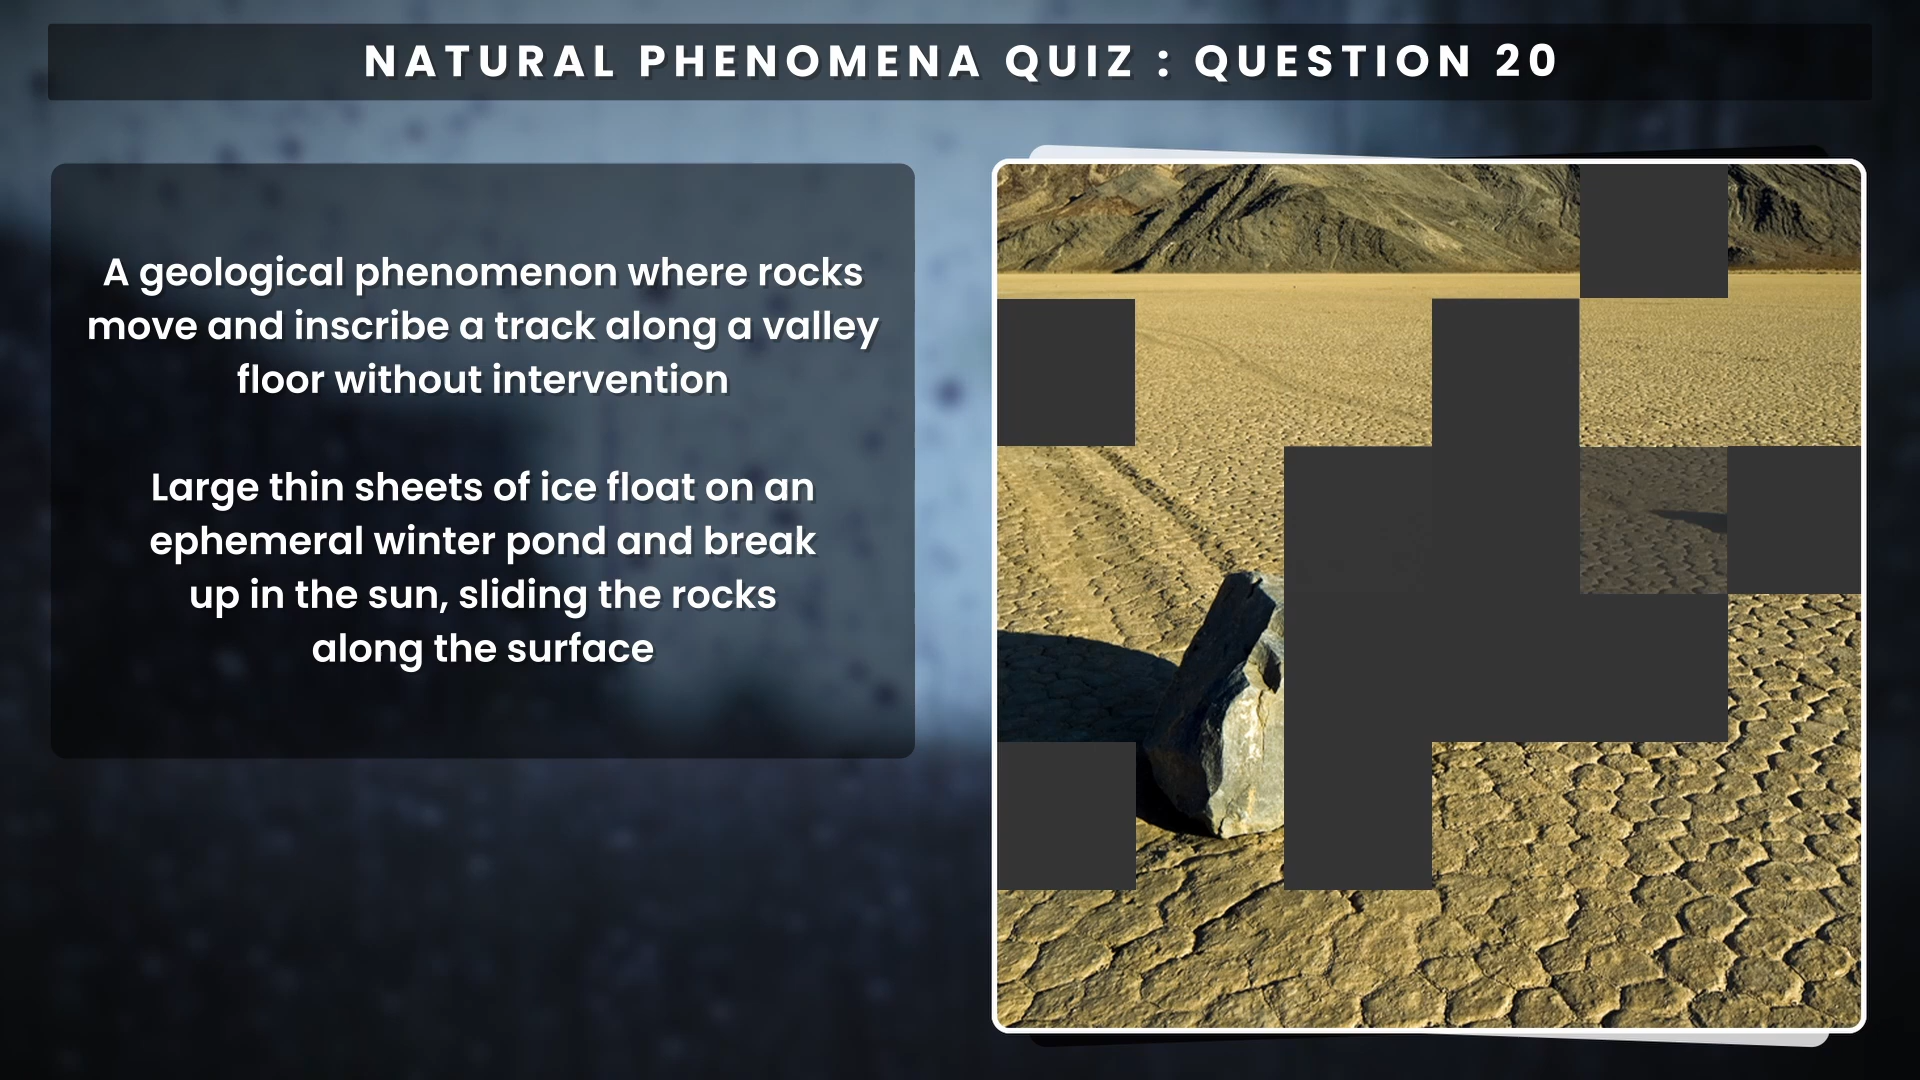 NATURAL PHENOMENA QUIZ : QUESTION 20
A geological phenomenon where rocks
move and inscribe a track along a valley
floor without intervention
Large thin sheets of ice float on an
ephemeral winter pond and break
up in the sun, sliding the rocks
along the surface